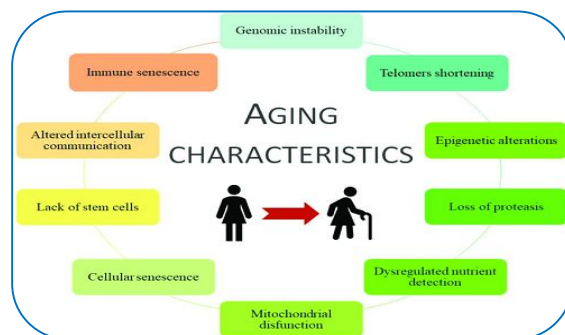 Genomic instability
Immune senescence
Telomers shortening
AGING
CHARACTERISTICS
Altered intercellular
communication
Epigenetic alterations
Lack of stem cells
Loss of proteasis
Cellular senescence
Dysregulated nutrient
detection
Mitochondrial
disfunction